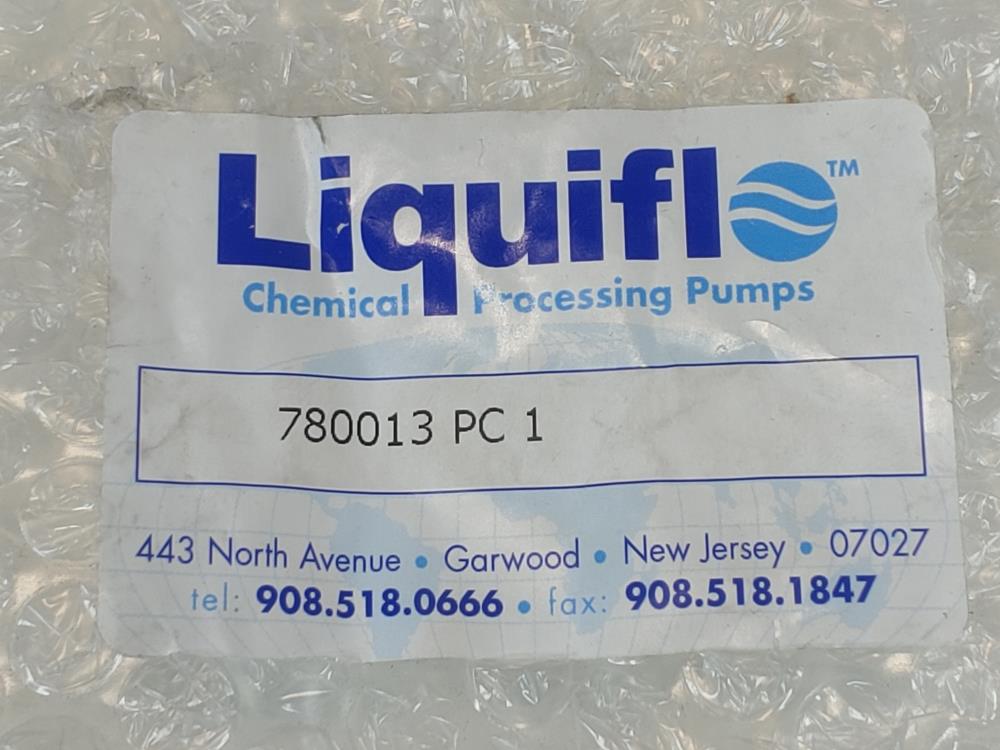 Liquiflo™
Chemical Processing Pumps
780013 PC 1
443 North Avenue • Garwood • New Jersey • 07027
tel: 908.518.0666 • fax: 908.518.1847